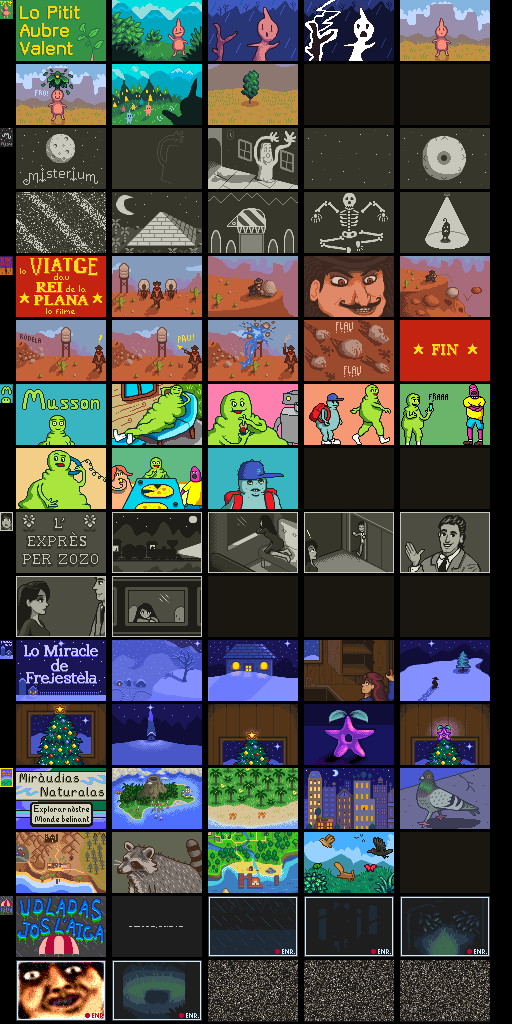 Lo Pitit
Aubre
Valent
FRU!
misterium
lo VIATGE
dau
REI de la
PLANA
lo filme
RODELA
PAU!
FLAU
FLAU
FIN
Musson
FRAAA
L'
EXPRÈS
PER ZOZO
Lo Miracle
de
Frejestèla
Miràudias
Naturalas
Explorar nòstre
Monde belinant
UDLADAS
JOS L'AIGA
ENR.
ENR.
ENR.
ENR.
ENR.